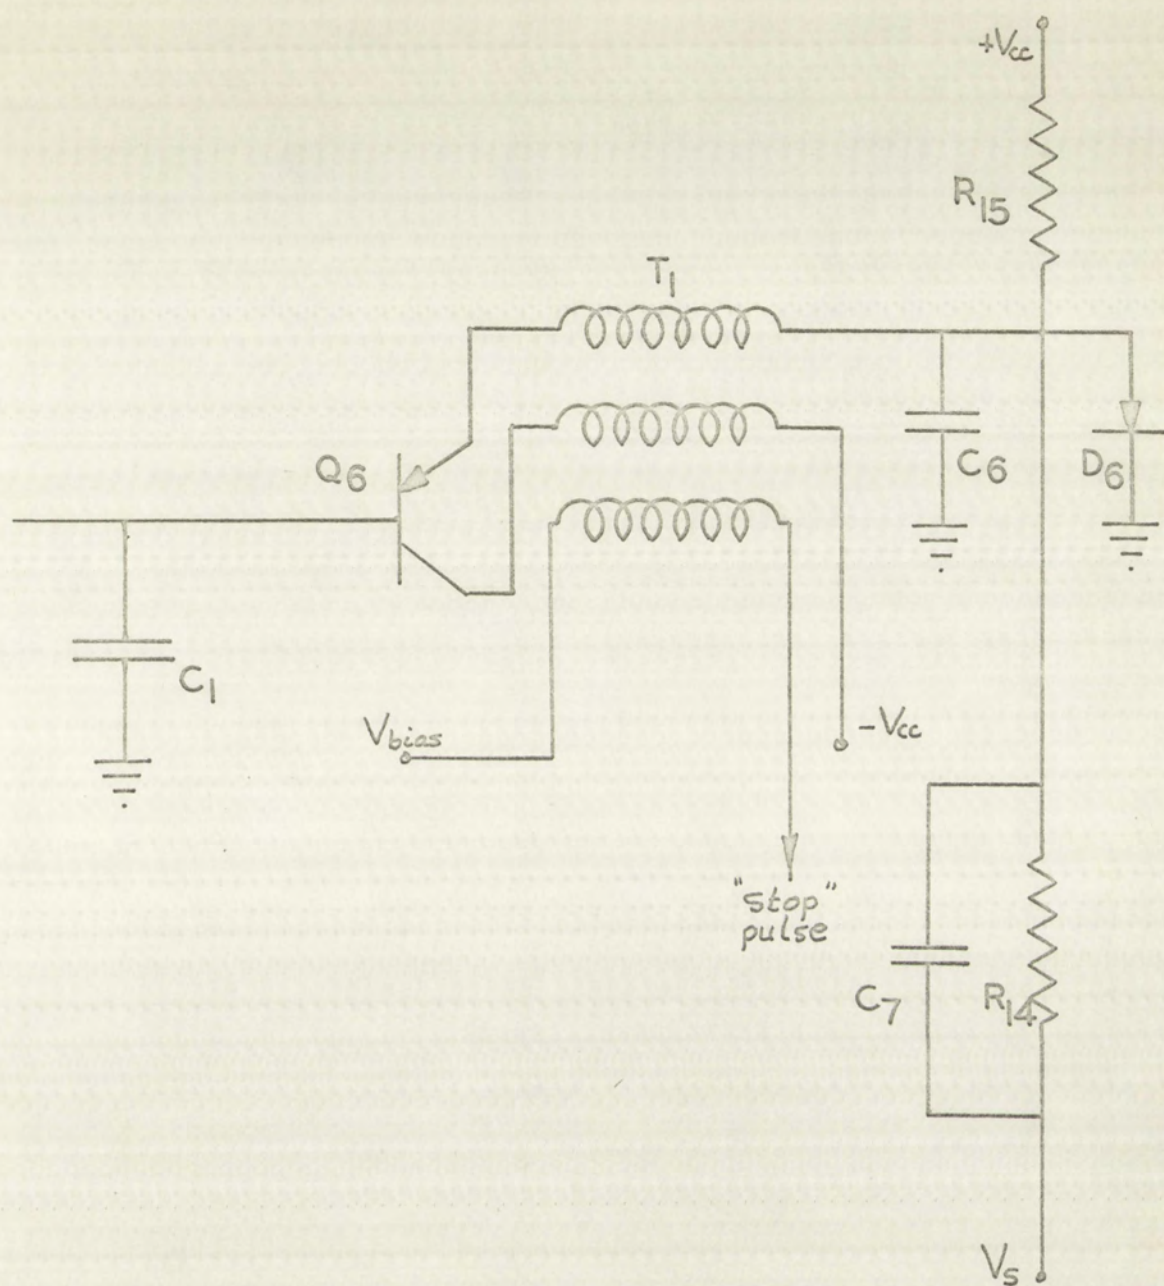 +Vcc
R15
T1
Q6
C6
D6
C1
Vbias
-Vcc
"Stop"
pulse
C7
R14
Vs